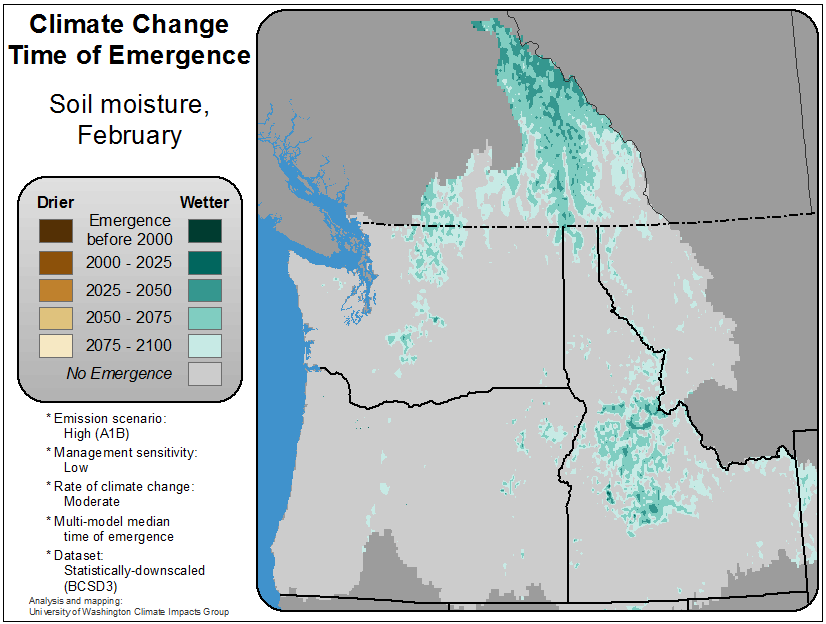 Climate Change
Time of Emergence
Soil moisture,
February
Drier Wetter
Emergence
before 2000
2000 - 2025
2025 - 2050
2050 - 2075
2075 - 2100
No Emergence
* Emission scenario:
High (A1B)
* Management sensitivity:
Low
* Rate of climate change:
Moderate
* Multi-model median
time of emergence
* Dataset:
Statistically-downscaled
(BCSD3)
Analysis and mapping:
University of Washington Climate Impacts Group